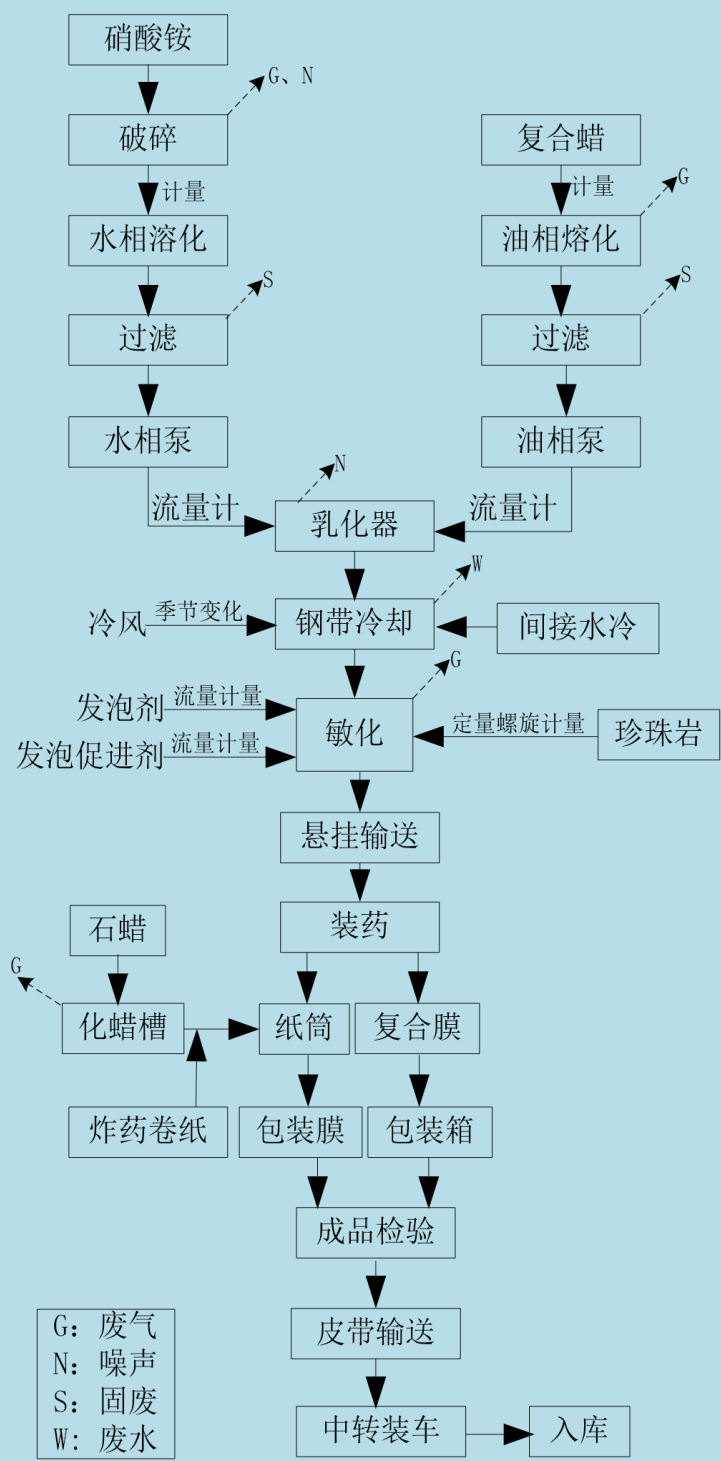 硝酸铵
G、N
破碎
复合蜡
计量
计量
G
水相溶化
油相熔化
S
S
过滤
过滤
水相泵
油相泵
N
流量计
流量计
乳化器
W
冷风
季节变化
钢带冷却
间接水冷
G
发泡剂
流量计量
敏化
定量螺旋计量
珍珠岩
发泡促进剂
流量计量
悬挂输送
石蜡
装药
G
化蜡槽
纸筒
复合膜
炸药卷纸
包装膜
包装箱
成品检验
G: 废气
N: 噪声
S: 固废
W: 废水
皮带输送
中转装车
入库